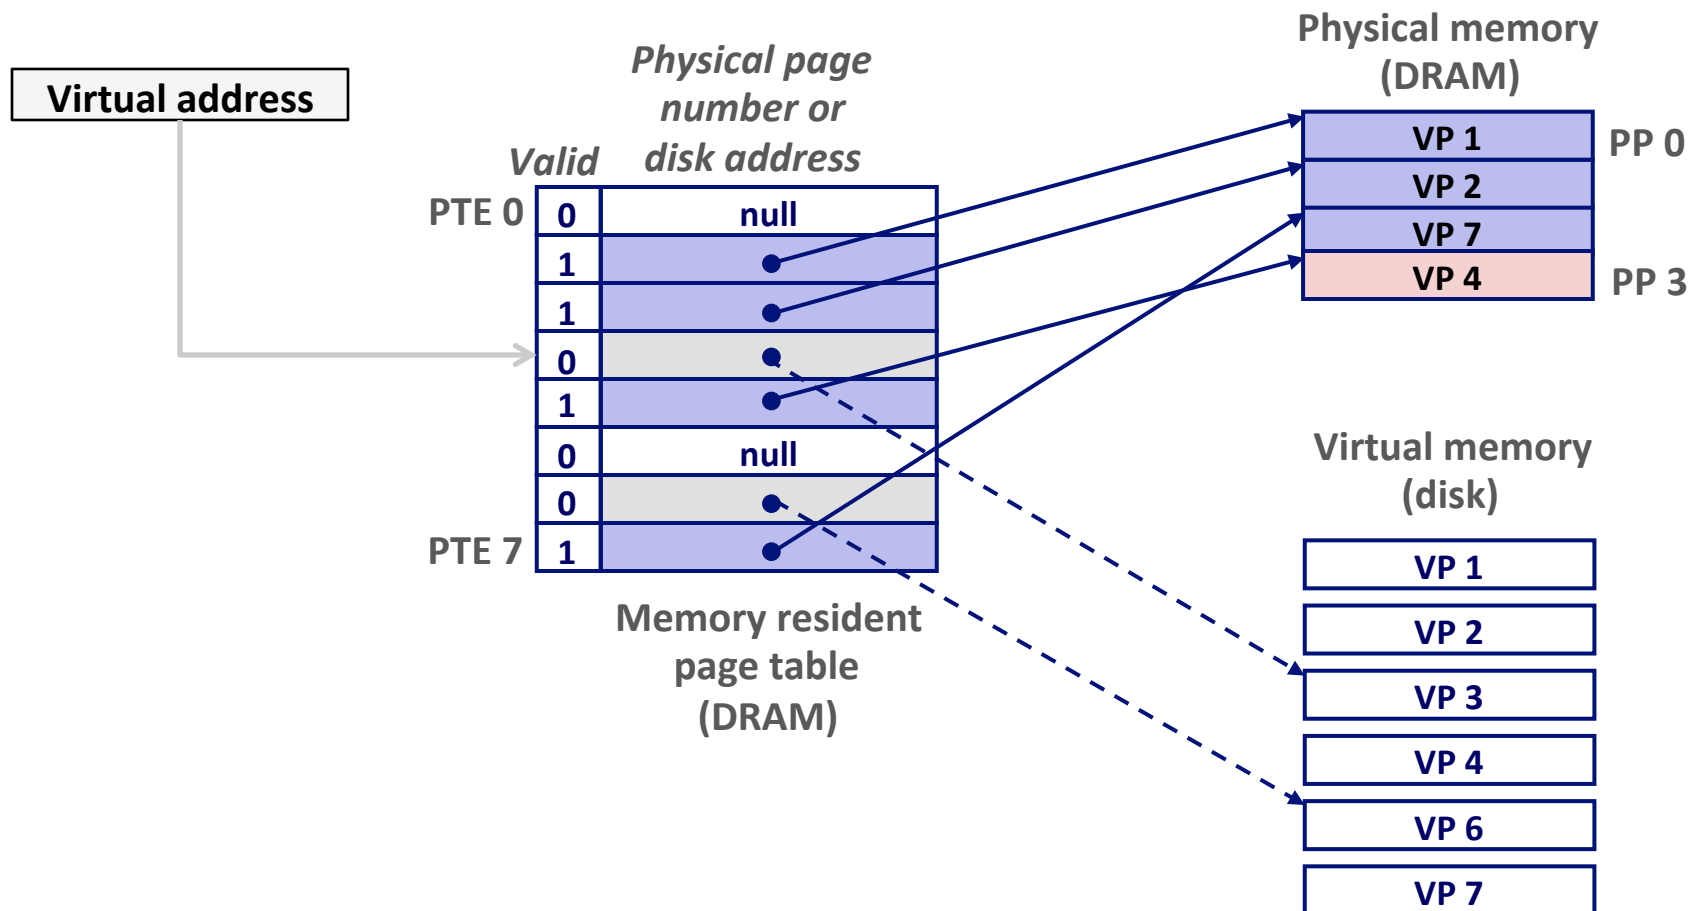 Virtual address
Physical page
number or
disk address
Valid
PTE 0
0
null
1
1
0
1
0
null
0
PTE 7
1
Memory resident
page table
(DRAM)
Physical memory
(DRAM)
VP 1
PP 0
VP 2
VP 7
VP 4
PP 3
Virtual memory
(disk)
VP 1
VP 2
VP 3
VP 4
VP 6
VP 7